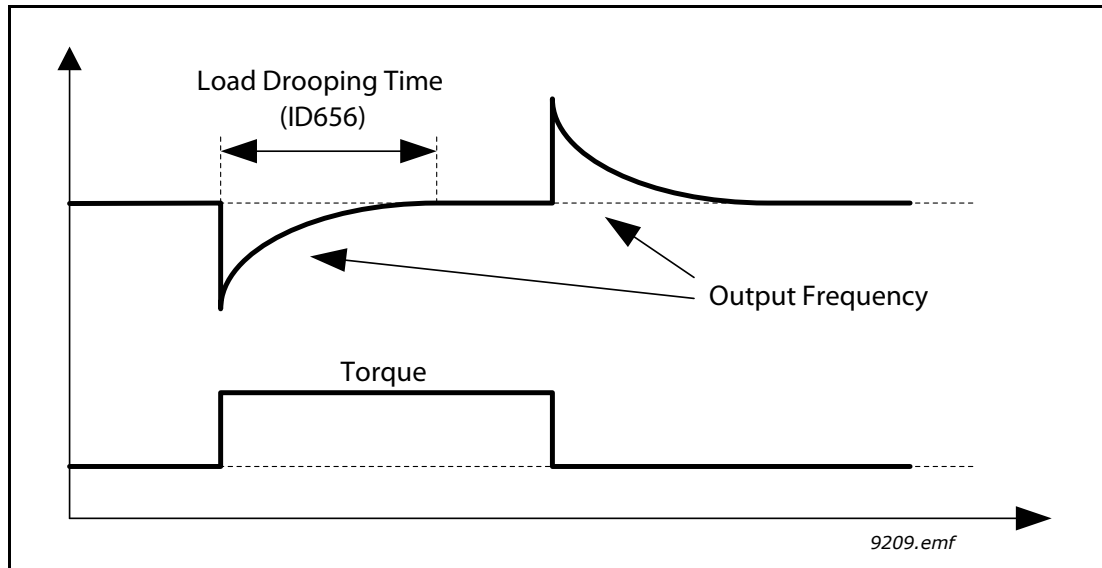 Load Drooping Time
(ID656)
Output Frequency
Torque
9209.emf